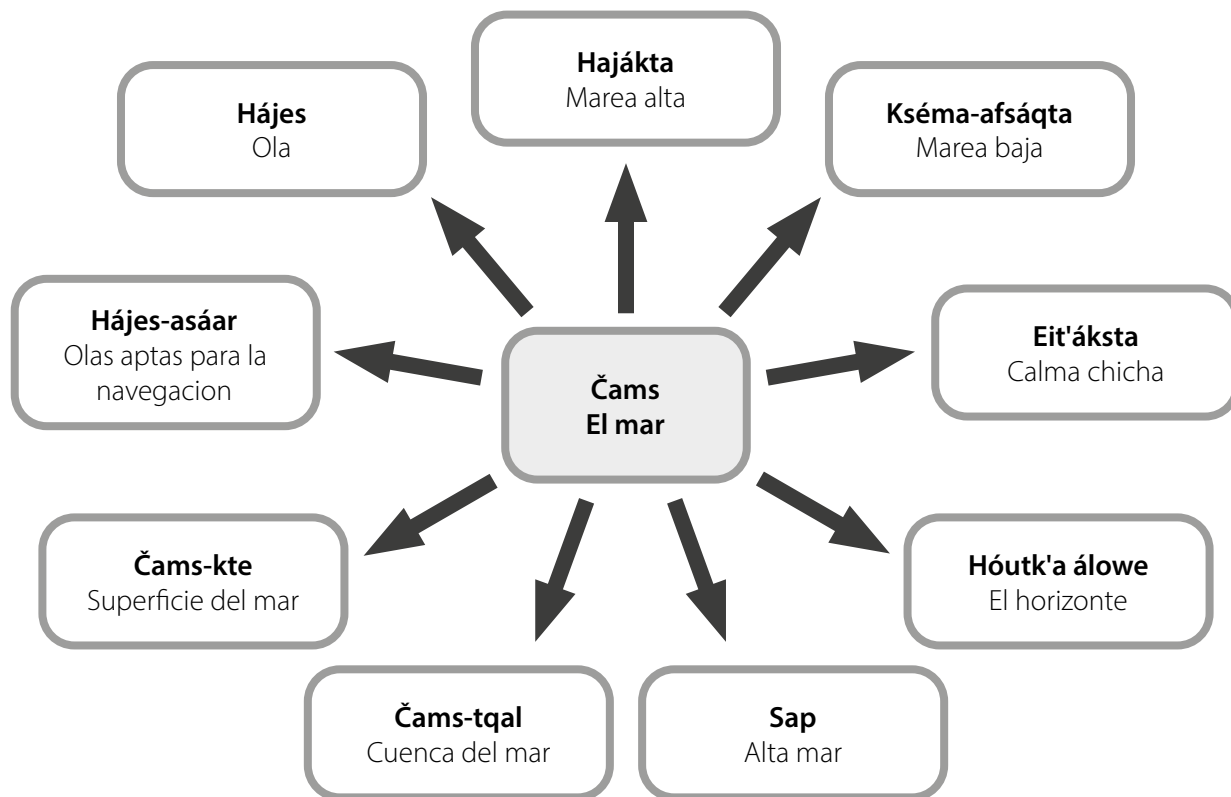 Hajákta
Marea alta
Hájes
Ola
Kséma-afsáqta
Marea baja
Hájes-asáar
Olas aptas para la
navegacion
Čams
El mar
Eit'áksta
Calma chicha
Čams-kte
Superficie del mar
Hóutk'a álowe
El horizonte
Čams-tqal
Cuenca del mar
Sap
Alta mar